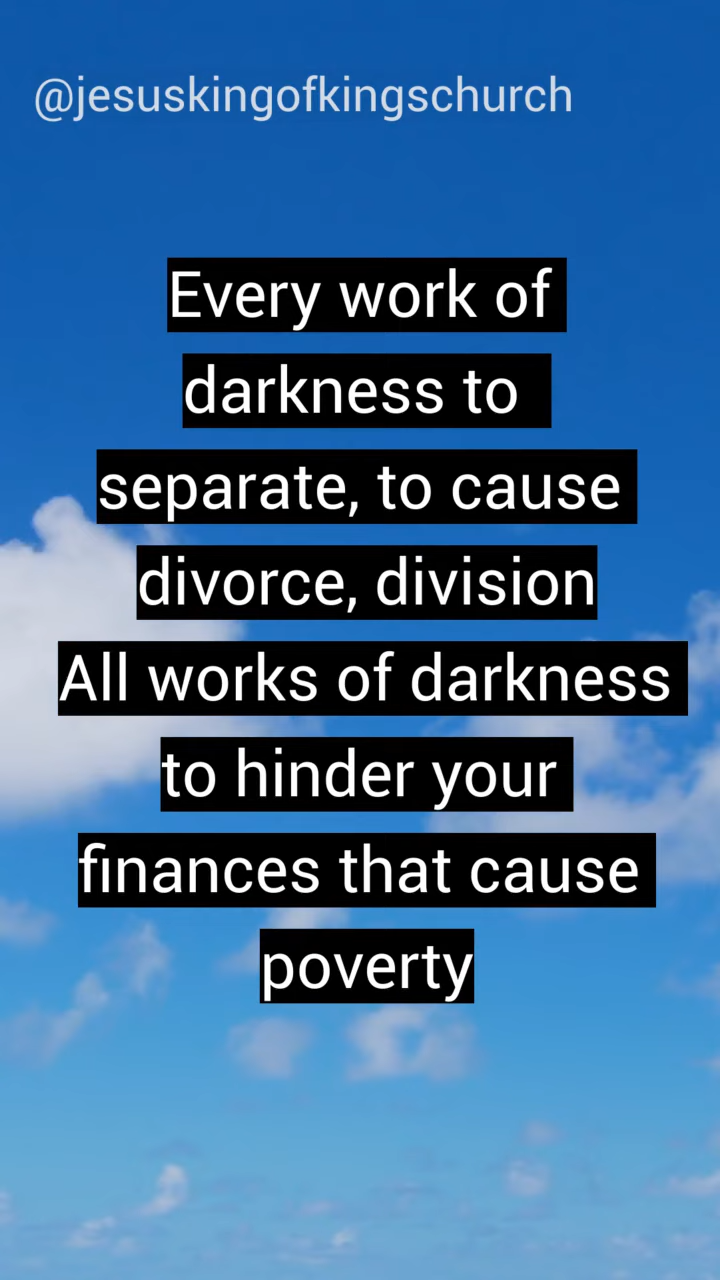 @jesuskingofkingschurch
Every work of
darkness to
separate, to cause
divorce, division
All works of darkness
to hinder your
finances that cause
poverty